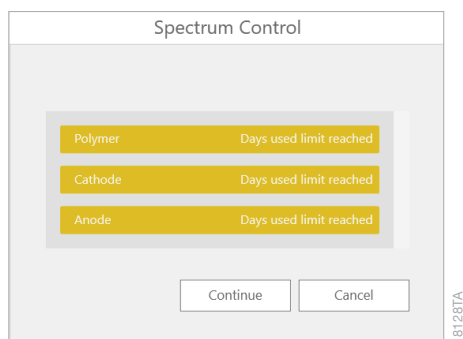 Spectrum Control
Polymer Days used limit reached
Cathode Days used limit reached
Anode Days used limit reached
Continue Cancel
8128TA